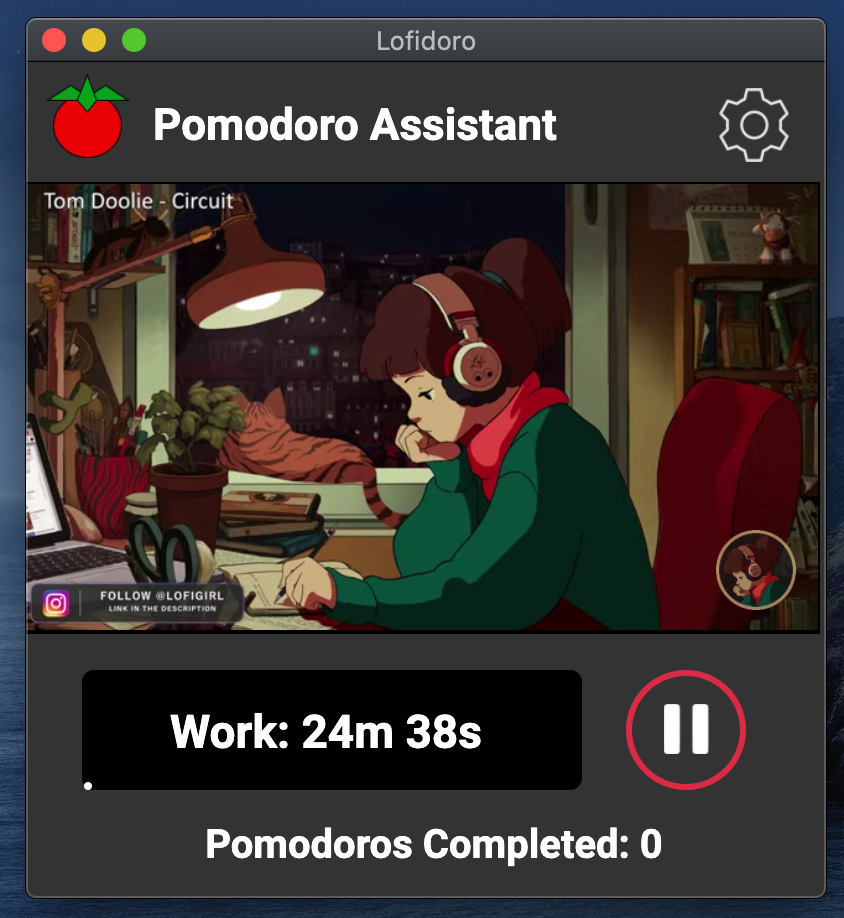 Lofidoro
Pomodoro Assistant
Tom Doolie - Circuit
FOLLOW @LOFIGIRL
LINK IN THE DESCRIPTION
Work: 24m 38s
Pomodoros Completed: 0